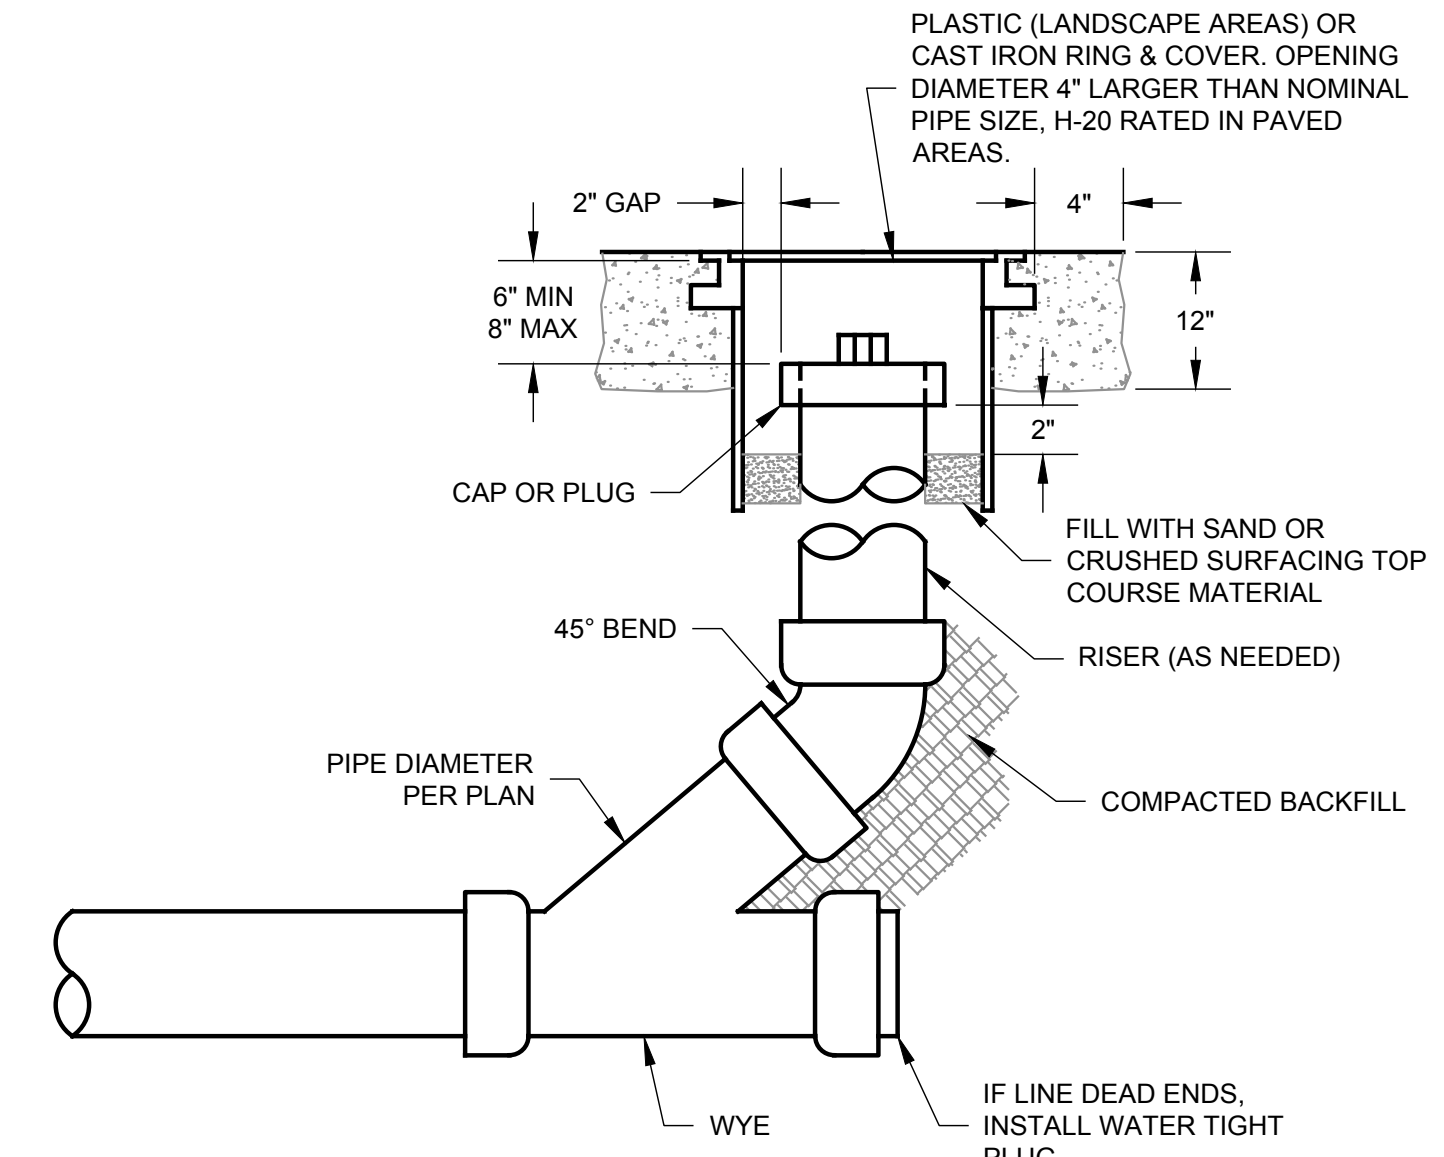 PLASTIC (LANDSCAPE AREAS) OR
CAST IRON RING & COVER. OPENING
DIAMETER 4" LARGER THAN NOMINAL
PIPE SIZE, H-20 RATED IN PAVED
AREAS.
2" GAP
4"
6" MIN
8" MAX
12"
2"
CAP OR PLUG
FILL WITH SAND OR
CRUSHED SURFACING TOP
COURSE MATERIAL
45° BEND
RISER (AS NEEDED)
PIPE DIAMETER
PER PLAN
COMPACTED BACKFILL
IF LINE DEAD ENDS,
INSTALL WATER TIGHT
PLUG
WYE